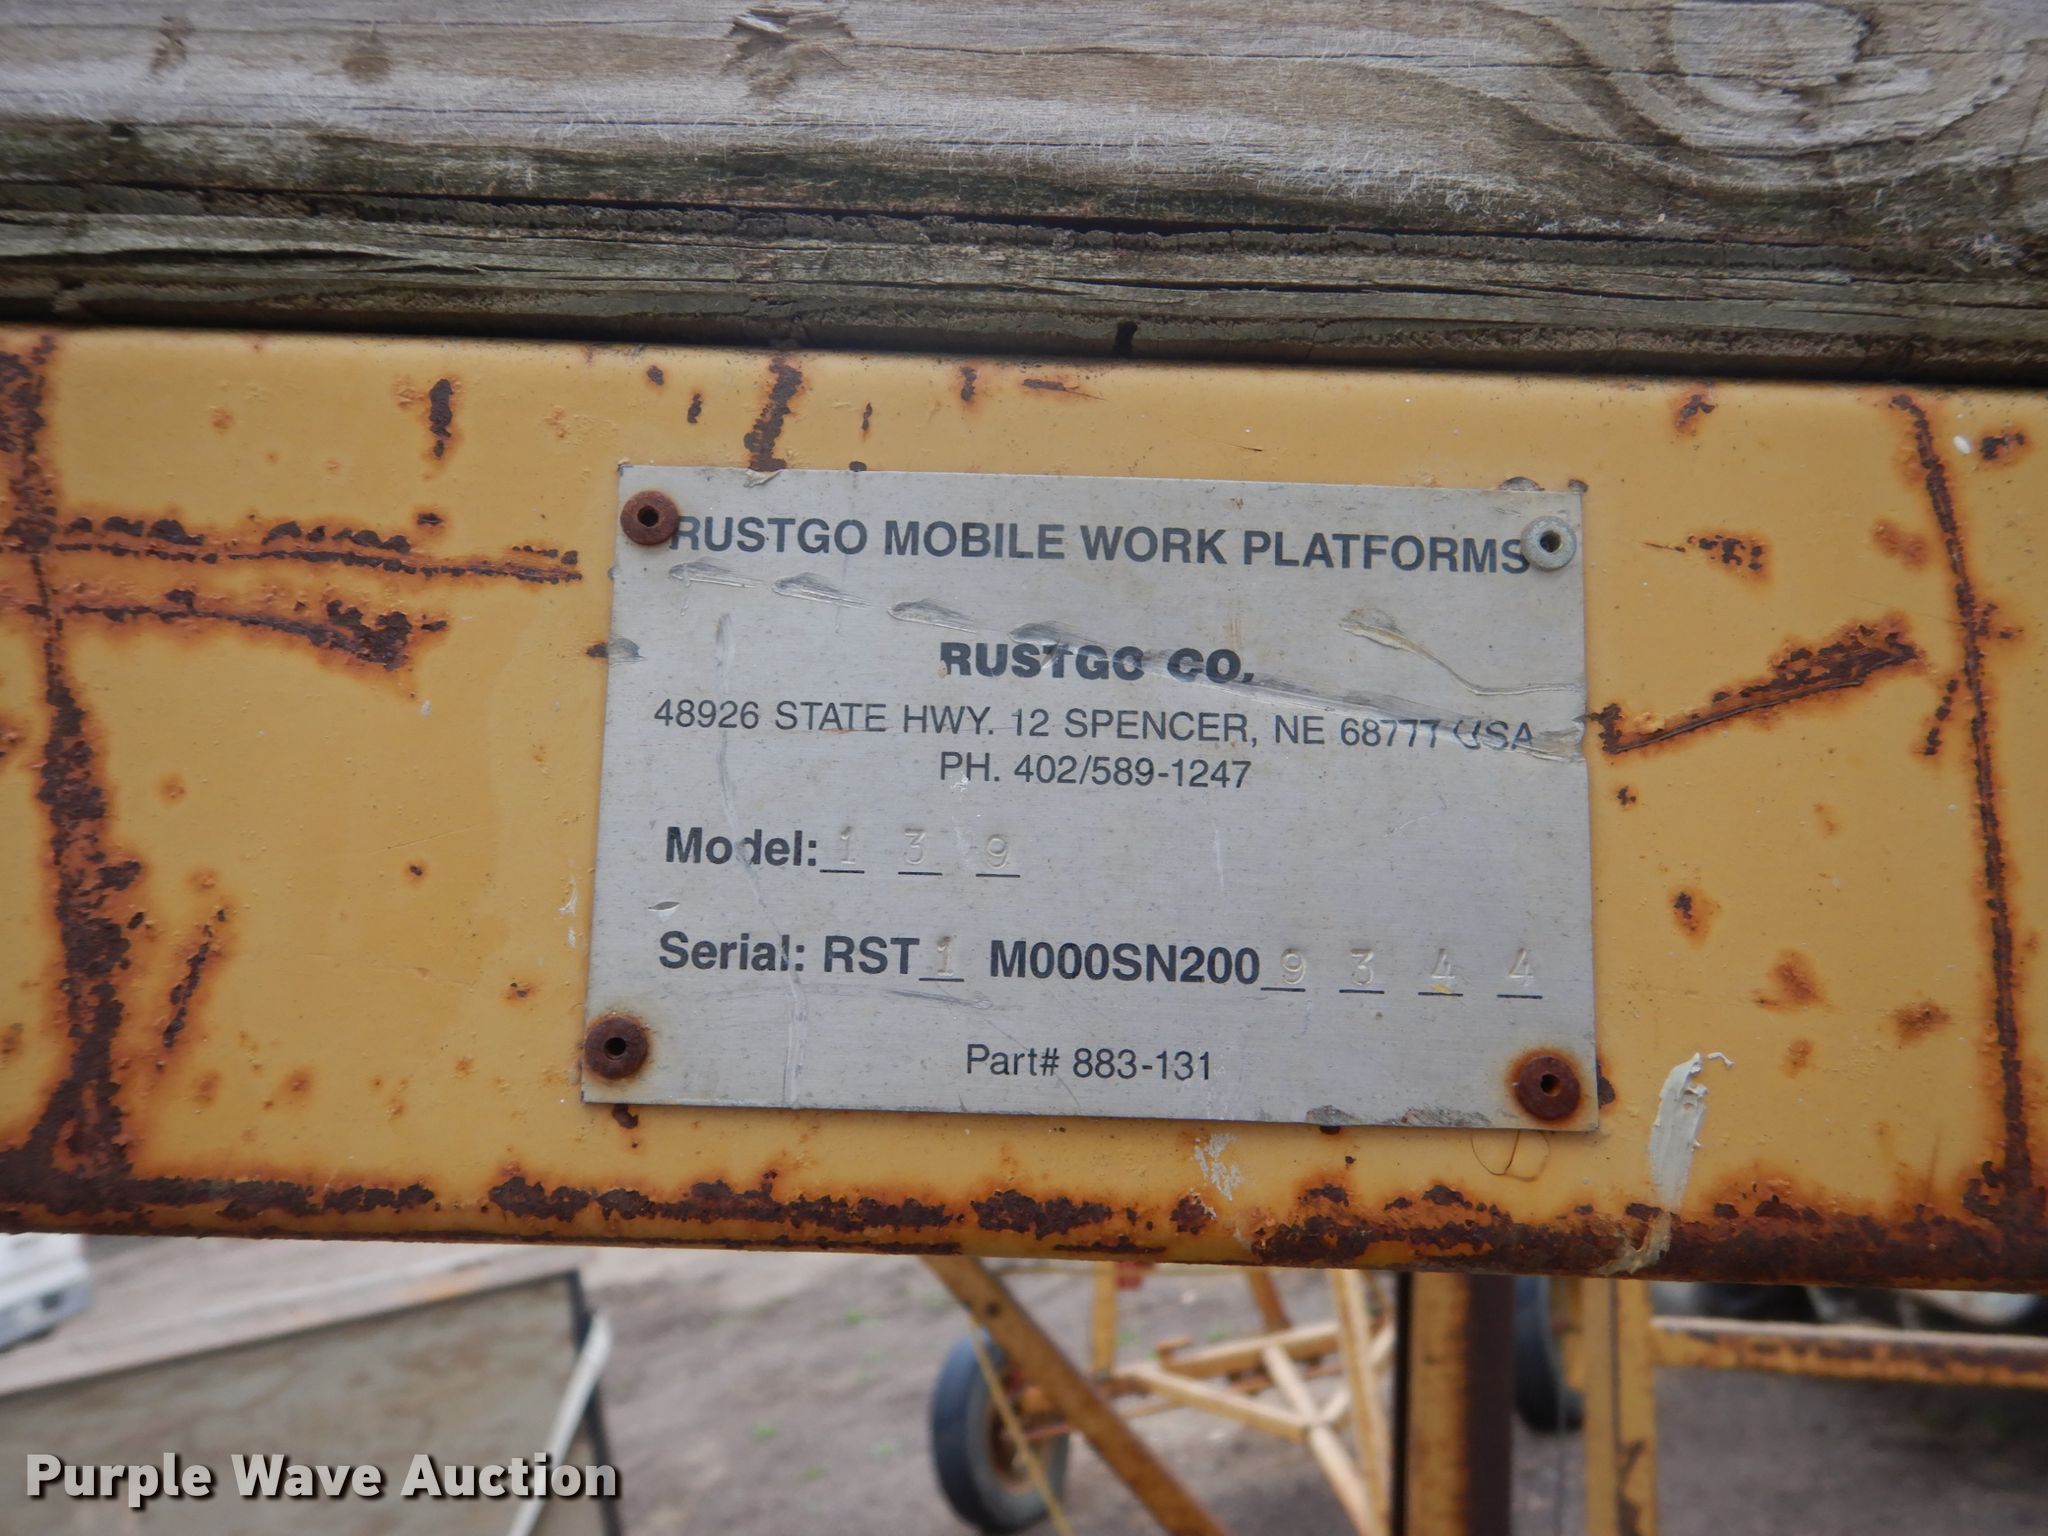 RUSTGO MOBILE WORK PLATFORMS
RUSTGO CO.
48926 STATE HWY. 12 SPENCER, NE 68777 USA
PH. 402/589-1247
Model: 1 3 9
Serial: RST 1 M000SN200 9 3 4 4
Part# 883-131
Purple Wave Auction